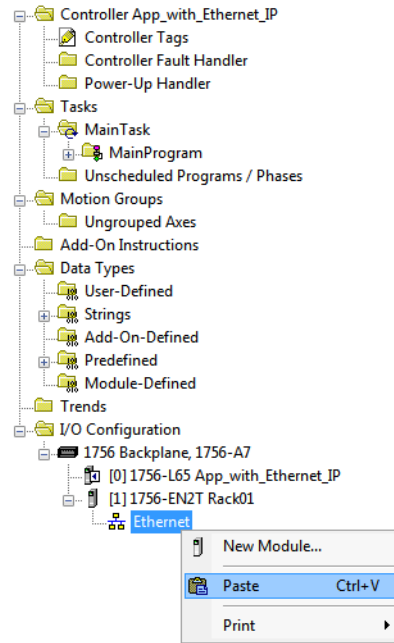 Controller App_with_Ethernet_IP
Controller Tags
Controller Fault Handler
Power-Up Handler
Tasks
MainTask
MainProgram
Unscheduled Programs / Phases
Motion Groups
Ungrouped Axes
Add-On Instructions
Data Types
User-Defined
Strings
Add-On-Defined
Predefined
Module-Defined
Trends
I/O Configuration
1756 Backplane, 1756-A7
[0] 1756-L65 App_with_Ethernet_IP
[1] 1756-EN2T Rack01
Ethernet
New Module...
Paste Ctrl+V
Print